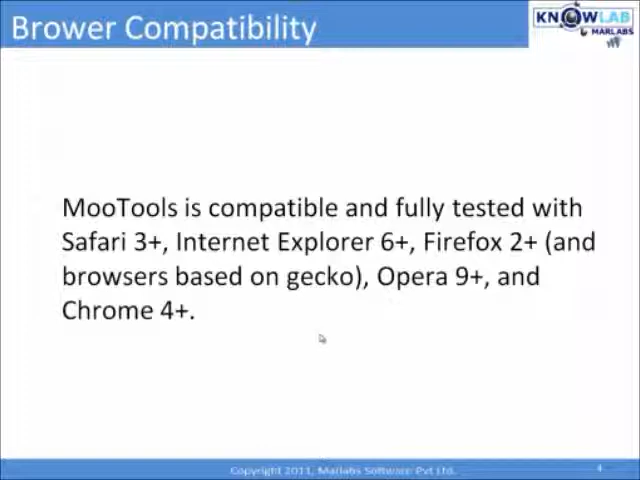 Brower Compatibility
KNOWLAB
MARLABS
MooTools is compatible and fully tested with
Safari 3+, Internet Explorer 6+, Firefox 2+ (and
browsers based on gecko), Opera 9+, and
Chrome 4+.
Copyright 2011, Marlabs Software Pvt Ltd.
4